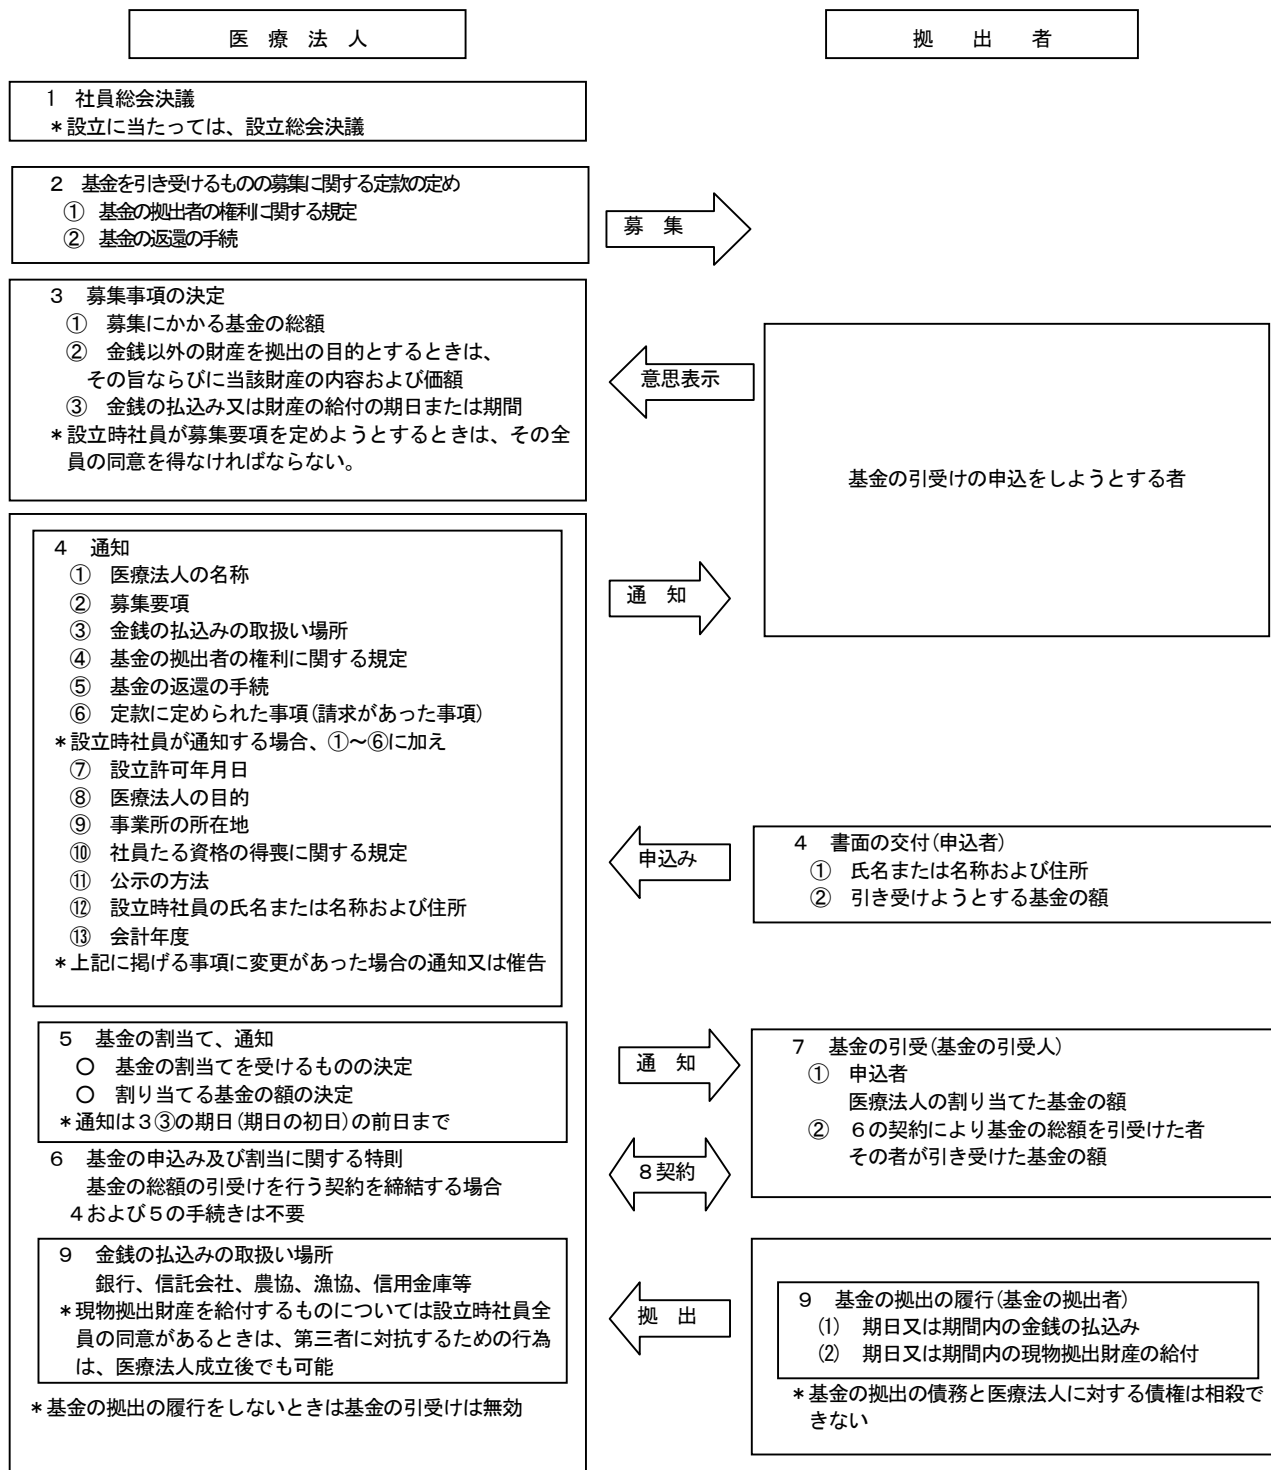 医 療 法 人
拠 出 者
1 社員総会決議
*設立に当たっては、設立総会決議
2 基金を引き受けるものの募集に関する定款の定め
① 基金の拠出者の権利に関する規定
② 基金の返還の手続
募 集
3 募集事項の決定
① 募集にかかる基金の総額
② 金銭以外の財産を拠出の目的とするときは、
その旨ならびに当該財産の内容および価額
③ 金銭の払込み又は財産の給付の期日または期間
*設立時社員が募集要項を定めようとするときは、その全
員の同意を得なければならない。
意思表示
基金の引受けの申込をしようとする者
4 通知
① 医療法人の名称
② 募集要項
③ 金銭の払込みの取扱い場所
④ 基金の拠出者の権利に関する規定
⑤ 基金の返還の手続
⑥ 定款に定められた事項(請求があった事項)
*設立時社員が通知する場合、①~⑥に加え
⑦ 設立許可年月日
⑧ 医療法人の目的
⑨ 事業所の所在地
⑩ 社員たる資格の得喪に関する規定
⑪ 公示の方法
⑫ 設立時社員の氏名または名称および住所
⑬ 会計年度
*上記に掲げる事項に変更があった場合の通知又は催告
通 知
申込み
4 書面の交付(申込者)
① 氏名または名称および住所
② 引き受けようとする基金の額
5 基金の割当て、通知
○ 基金の割当てを受けるものの決定
○ 割り当てる基金の額の決定
*通知は3③の期日(期日の初日)の前日まで
通 知
7 基金の引受(基金の引受人)
① 申込者
医療法人の割り当てた基金の額
② 6の契約により基金の総額を引受けた者
その者が引き受けた基金の額
6 基金の申込み及び割当に関する特則
基金の総額の引受けを行う契約を締結する場合
4および5の手続きは不要
8契約
9 金銭の払込みの取扱い場所
銀行、信託会社、農協、漁協、信用金庫等
*現物拠出財産を給付するものについては設立時社員全
員の同意があるときは、第三者に対抗するための行為
は、医療法人成立後でも可能
拠 出
9 基金の拠出の履行(基金の拠出者)
(1) 期日又は期間内の金銭の払込み
(2) 期日又は期間内の現物拠出財産の給付
*基金の拠出の債務と医療法人に対する債権は相殺で
きない
*基金の拠出の履行をしないときは基金の引受けは無効